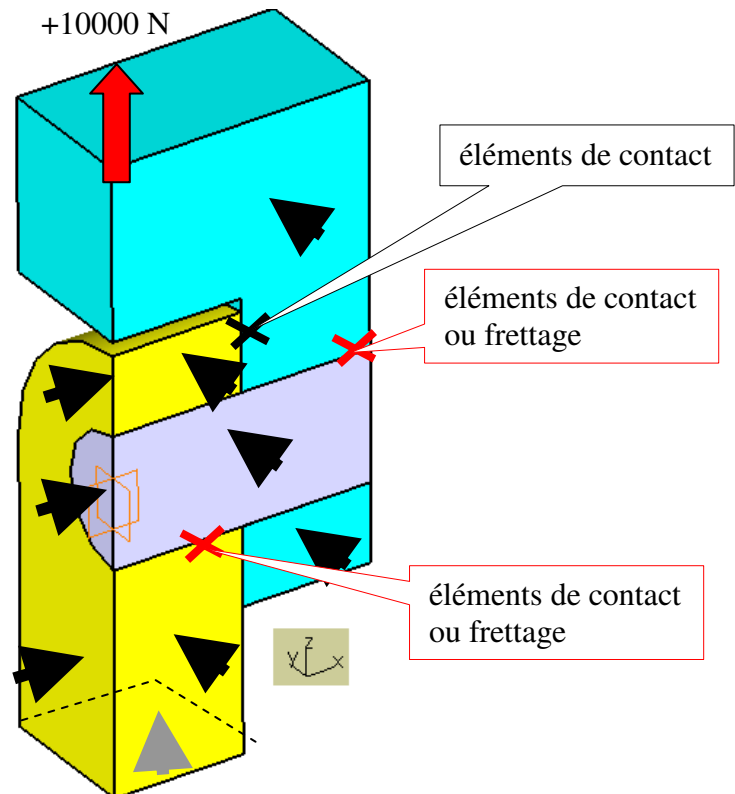 +10000 N
éléments de contact
éléments de contact
ou frettage
éléments de contact
ou frettage
z
y x